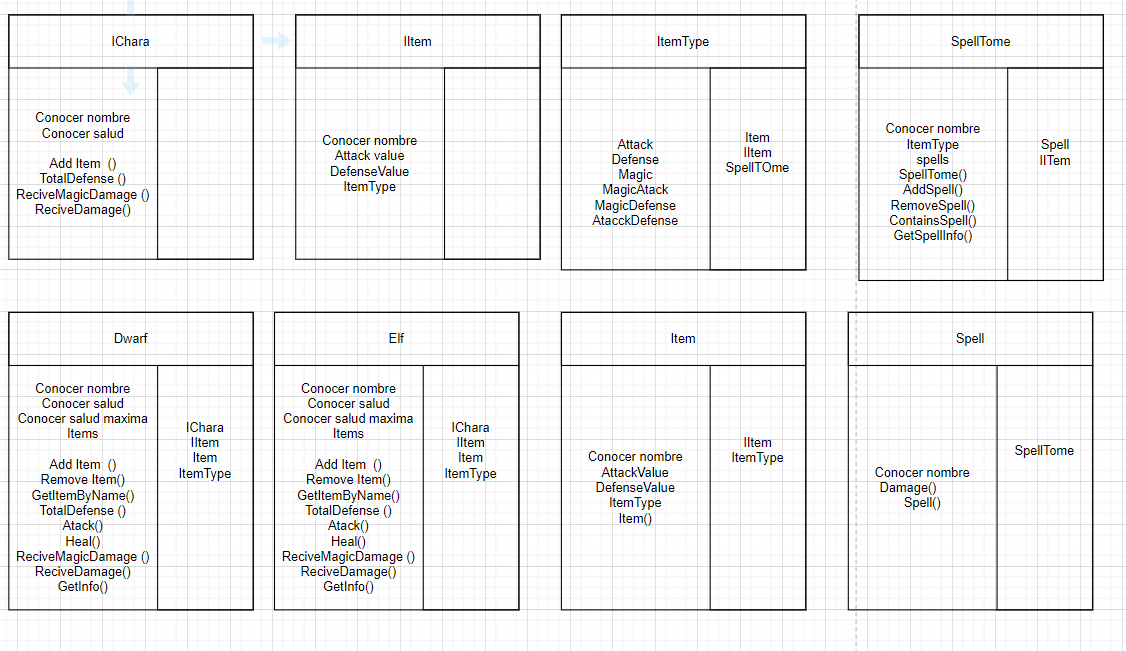 IChara
Conocer nombre
Conocer salud
Add Item  ()
TotalDefense ()
ReciveMagicDamage ()
ReciveDamage()
IItem
Conocer nombre
Attack value
DefenseValue
ItemType
ItemType
Attack
Defense
Magic
MagicAtack
MagicDefense
AtacckDefense
Item
IItem
SpellTOme
SpellTome
Conocer nombre
ItemType
spells
SpellTome()
AddSpell()
RemoveSpell()
ContainsSpell()
GetSpellInfo()
Spell
IITem
Dwarf
Conocer nombre
Conocer salud
Conocer salud maxima
Items
Add Item  ()
Remove Item()
GetItemByName()
TotalDefense ()
Atack()
Heal()
ReciveMagicDamage ()
ReciveDamage()
GetInfo()
IChara
IItem
Item
ItemType
Elf
Conocer nombre
Conocer salud
Conocer salud maxima
Items
Add Item  ()
Remove Item()
GetItemByName()
TotalDefense ()
Atack()
Heal()
ReciveMagicDamage ()
ReciveDamage()
GetInfo()
IChara
IItem
Item
ItemType
Item
Conocer nombre
AttackValue
DefenseValue
ItemType
Item()
IItem
ItemType
Spell
Conocer nombre
Damage()
Spell()
SpellTome